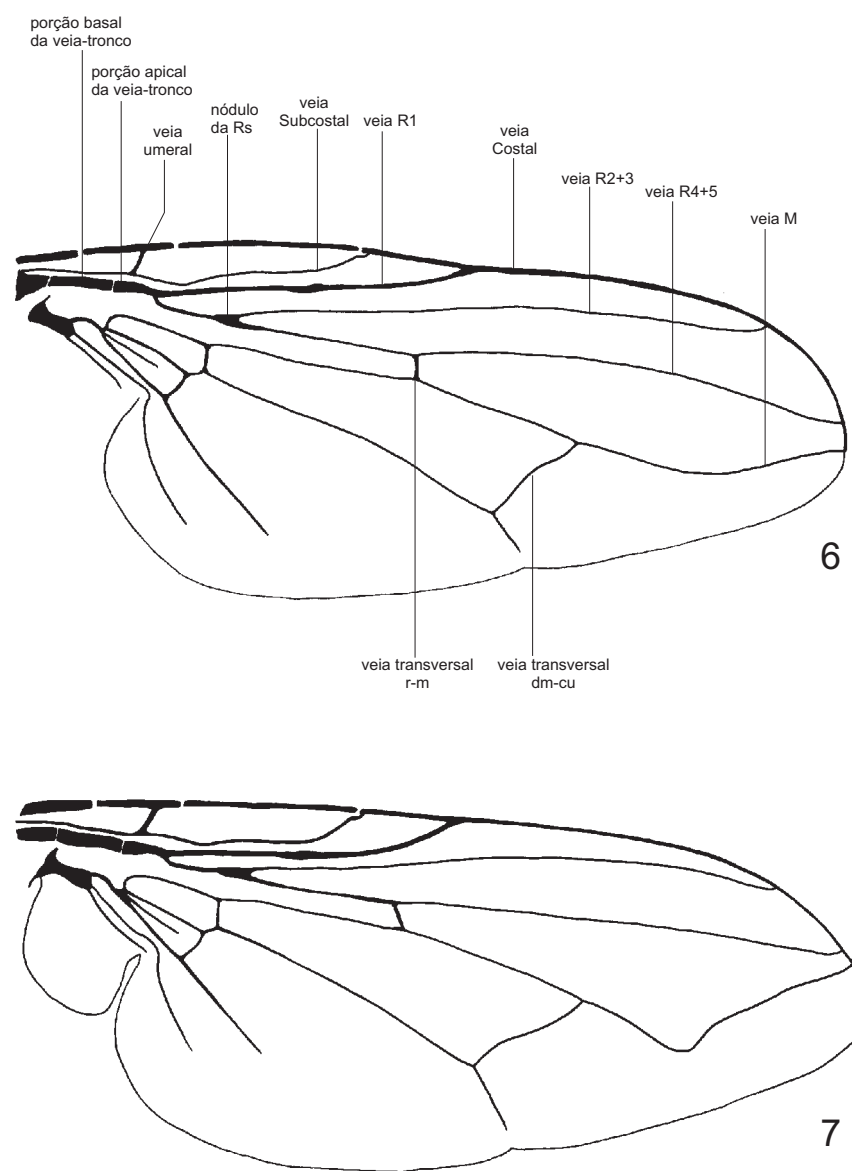 porção basal
da veia-tronco
porção apical
da veia-tronco
veia
umeral
nódulo
da Rs
veia
Subcostal
veia R1
veia
Costal
veia R2+3
veia R4+5
veia M
6
veia transversal
r-m
veia transversal
dm-cu
7